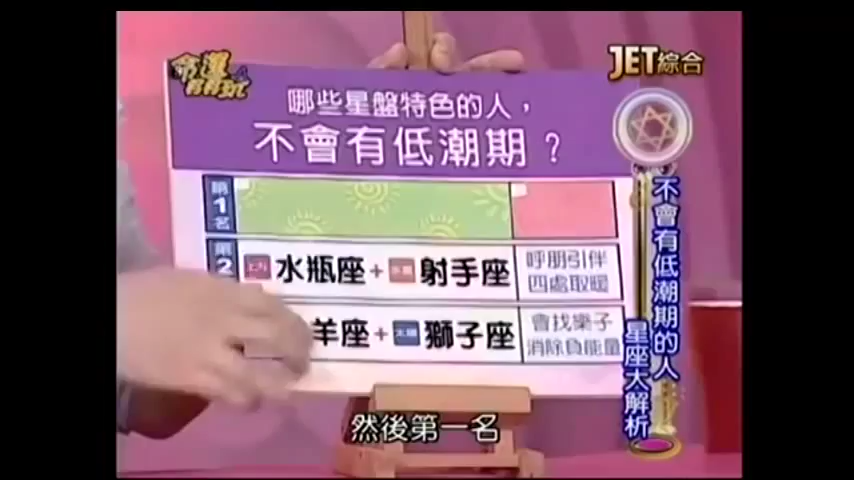 命運好好玩
JET綜合
哪些星盤特色的人，
不會有低潮期？
第1名
第2
水瓶座+
射手座
呼朋引伴
四處取暖
羊座+
太陽
獅子座
會找樂子
消除負能量
不會有低潮期的人
星座大解析
然後第一名